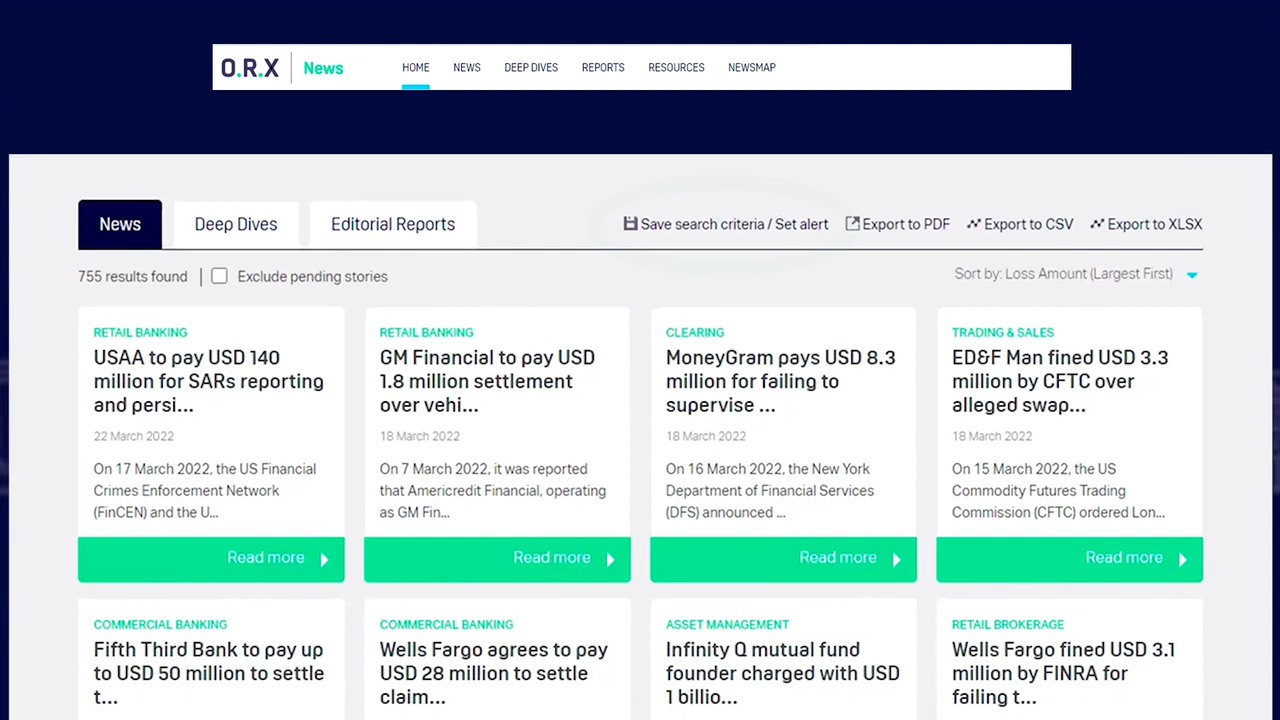 O.R.X News HOME NEWS DEEP DIVES REPORTS RESOURCES NEWSMAP
News Deep Dives Editorial Reports Save search criteria / Set alert Export to PDF Export to CSV Export to XLSX
755 results found | Exclude pending stories Sort by: Loss Amount (Largest First)
RETAIL BANKING
USAA to pay USD 140
million for SARs reporting
and persi...
22 March 2022
On 17 March 2022, the US Financial
Crimes Enforcement Network
(FinCEN) and the U...
Read more
RETAIL BANKING
GM Financial to pay USD
1.8 million settlement
over vehi...
18 March 2022
On 7 March 2022, it was reported
that Americredit Financial, operating
as GM Fin...
Read more
CLEARING
MoneyGram pays USD 8.3
million for failing to
supervise ...
18 March 2022
On 16 March 2022, the New York
Department of Financial Services
(DFS) announced ...
Read more
TRADING & SALES
ED&F Man fined USD 3.3
million by CFTC over
alleged swap...
18 March 2022
On 15 March 2022, the US
Commodity Futures Trading
Commission (CFTC) ordered Lon...
Read more
COMMERCIAL BANKING
Fifth Third Bank to pay up
to USD 50 million to settle
t...
COMMERCIAL BANKING
Wells Fargo agrees to pay
USD 28 million to settle
claim...
ASSET MANAGEMENT
Infinity Q mutual fund
founder charged with USD
1 billio...
RETAIL BROKERAGE
Wells Fargo fined USD 3.1
million by FINRA for
failing t...